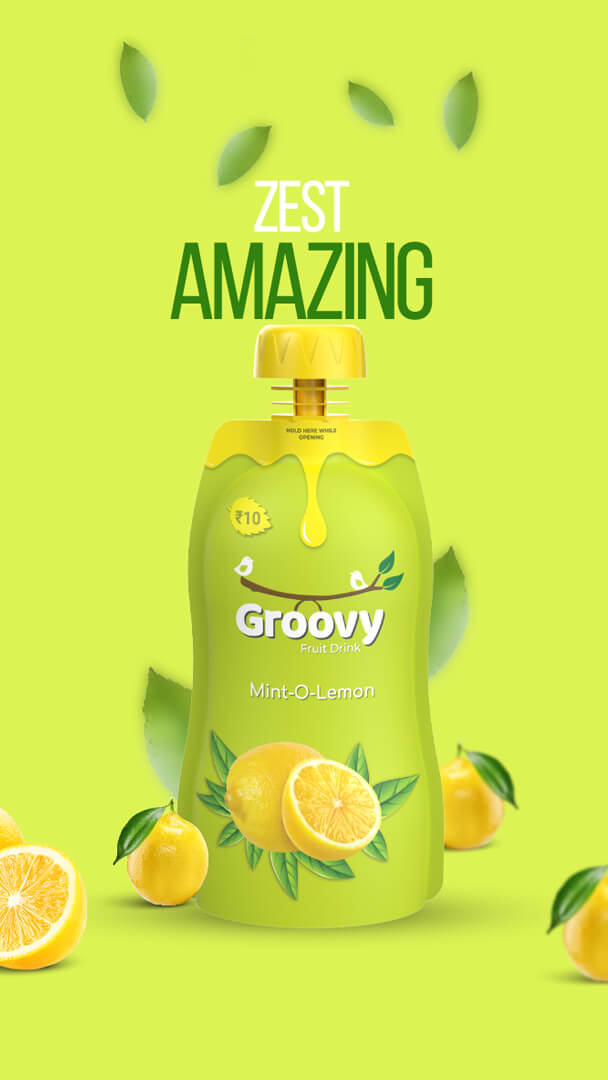 ZEST
AMAZING
HOLD HERE WHILE
OPENING
₹10
Groovy
Fruit Drink
Mint-O-Lemon